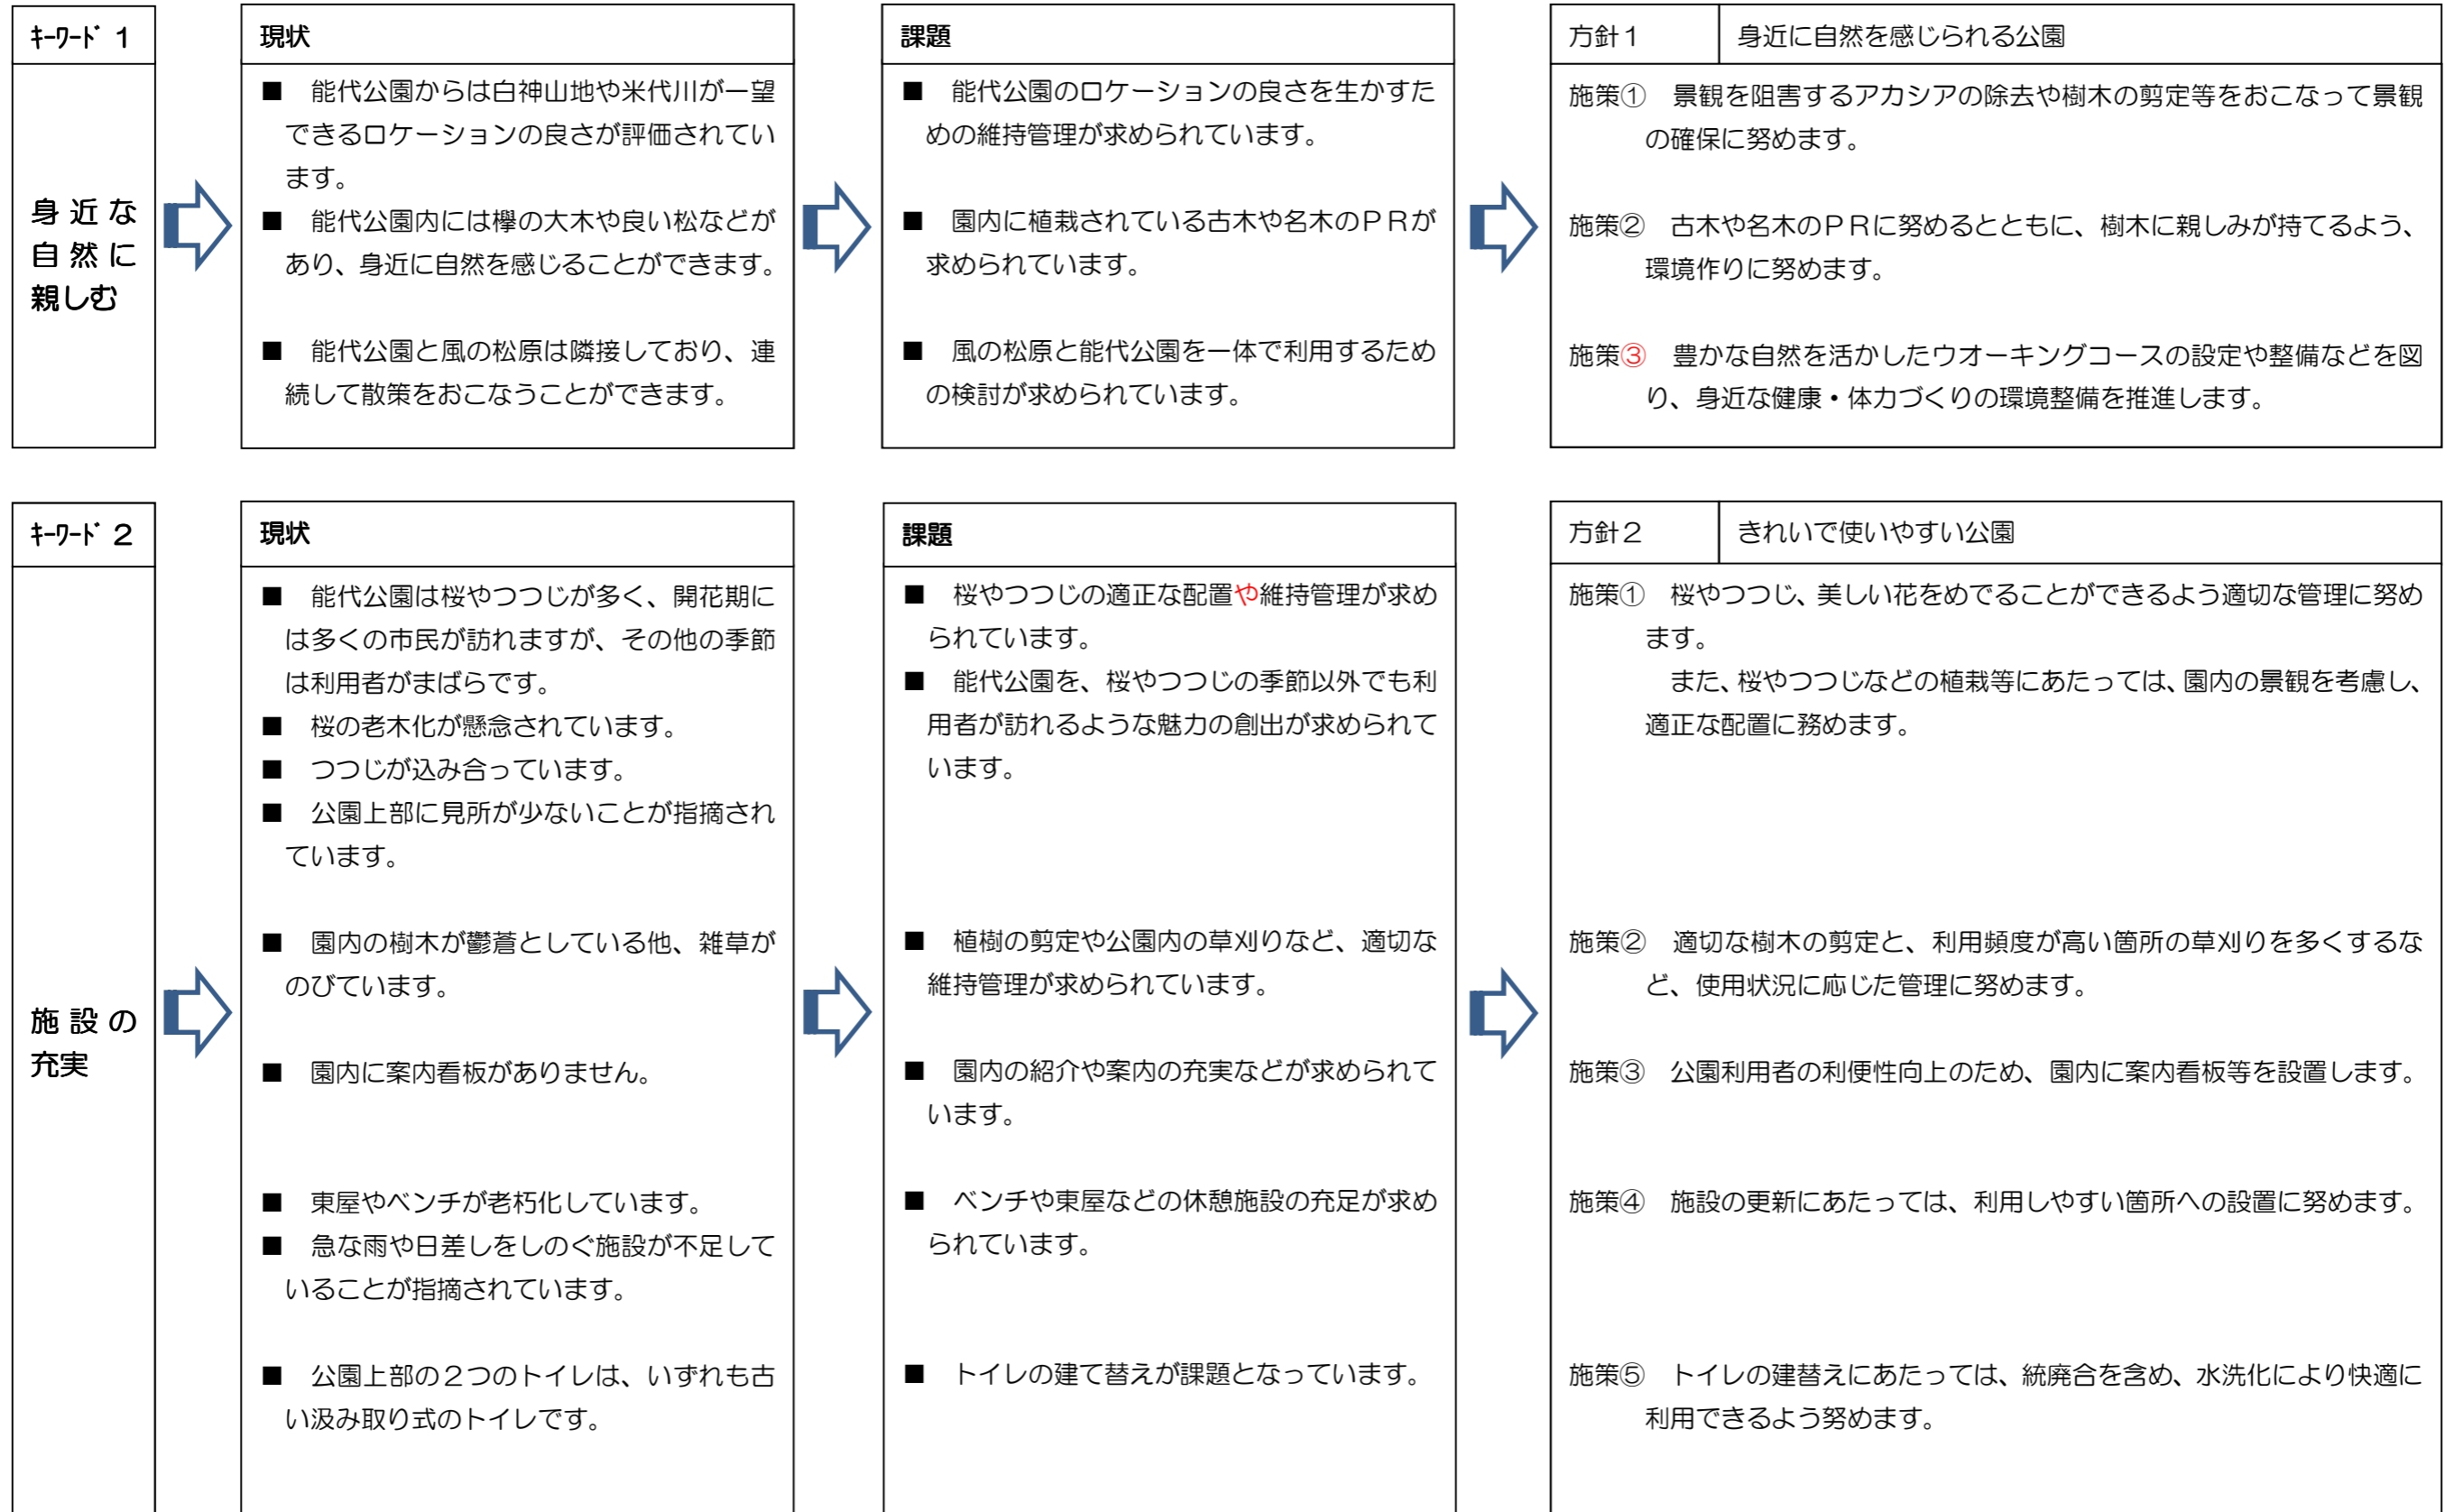 ｷｰﾜｰﾄﾞ 1
身近な
自然に
親しむ
現状
■ 能代公園からは白神山地や米代川が一望
できるロケーションの良さが評価されてい
ます。
■ 能代公園内には欅の大木や良い松などが
あり、身近に自然を感じることができます。
■ 能代公園と風の松原は隣接しており、連
続して散策をおこなうことができます。
課題
■ 能代公園のロケーションの良さを生かすた
めの維持管理が求められています。
■ 園内に植栽されている古木や名木のＰＲが
求められています。
■ 風の松原と能代公園を一体で利用するため
の検討が求められています。
方針１ 身近に自然を感じられる公園
施策① 景観を阻害するアカシアの除去や樹木の剪定等をおこなって景観
の確保に努めます。
施策② 古木や名木のＰＲに努めるとともに、樹木に親しみが持てるよう、
環境作りに努めます。
施策③ 豊かな自然を活かしたウオーキングコースの設定や整備などを図
り、身近な健康・体力づくりの環境整備を推進します。
ｷｰﾜｰﾄﾞ 2
施設の
充実
現状
■ 能代公園は桜やつつじが多く、開花期に
は多くの市民が訪れますが、その他の季節
は利用者がまばらです。
■ 桜の老木化が懸念されています。
■ つつじが込み合っています。
■ 公園上部に見所が少ないことが指摘され
ています。
■ 園内の樹木が鬱蒼としている他、雑草が
のびています。
■ 園内に案内看板がありません。
■ 東屋やベンチが老朽化しています。
■ 急な雨や日差しをしのぐ施設が不足して
いることが指摘されています。
■ 公園上部の２つのトイレは、いずれも古
い汲み取り式のトイレです。
課題
■ 桜やつつじの適正な配置や維持管理が求め
られています。
■ 能代公園を、桜やつつじの季節以外でも利
用者が訪れるような魅力の創出が求められて
います。
■ 植樹の剪定や公園内の草刈りなど、適切な
維持管理が求められています。
■ 園内の紹介や案内の充実などが求められて
います。
■ ベンチや東屋などの休憩施設の充足が求め
られています。
■ トイレの建て替えが課題となっています。
方針２ きれいで使いやすい公園
施策① 桜やつつじ、美しい花をめでることができるよう適切な管理に努め
ます。
また、桜やつつじなどの植栽等にあたっては、園内の景観を考慮し、
適正な配置に務めます。
施策② 適切な樹木の剪定と、利用頻度が高い箇所の草刈りを多くするな
ど、使用状況に応じた管理に努めます。
施策③ 公園利用者の利便性向上のため、園内に案内看板等を設置します。
施策④ 施設の更新にあたっては、利用しやすい箇所への設置に努めます。
施策⑤ トイレの建替えにあたっては、統廃合を含め、水洗化により快適に
利用できるよう努めます。